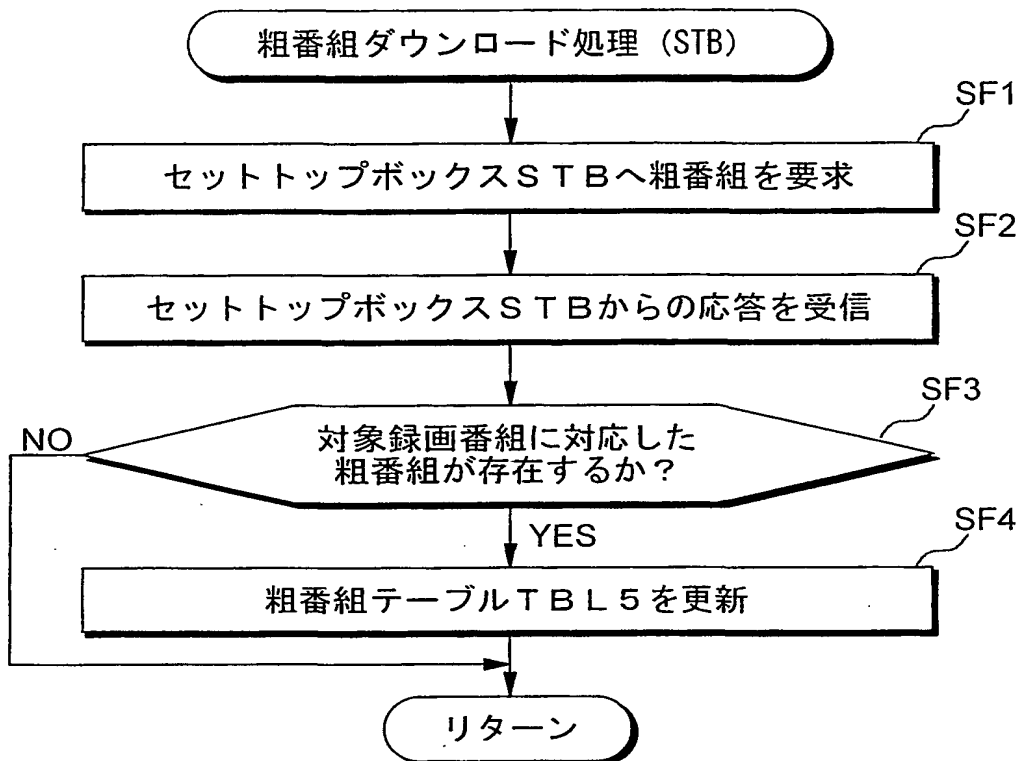 粗番組ダウンロード処理（STB）
SF1
セットトップボックスＳＴＢへ粗番組を要求
SF2
セットトップボックスＳＴＢからの応答を受信
SF3
NO
対象録画番組に対応した
粗番組が存在するか？
YES
SF4
粗番組テーブルＴＢＬ５を更新
リターン